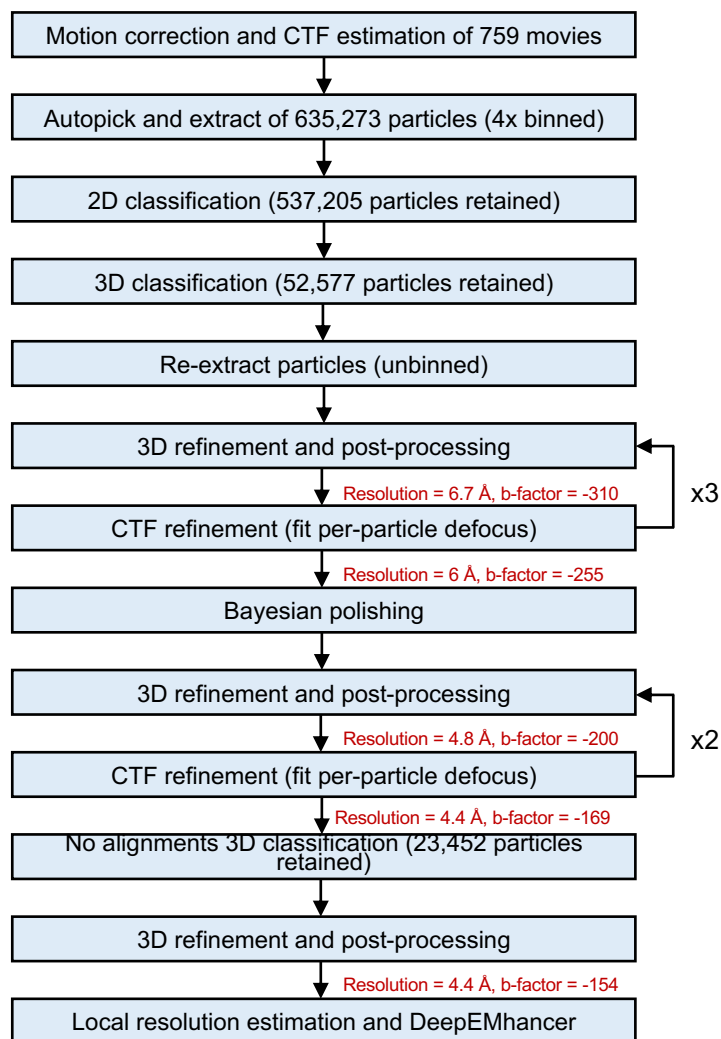 Motion correction and CTF estimation of 759 movies
Autopick and extract of 635,273 particles (4x binned)
2D classification (537,205 particles retained)
3D classification (52,577 particles retained)
Re-extract particles (unbinned)
3D refinement and post-processing
Resolution = 6.7 Å, b-factor = -310
x3
CTF refinement (fit per-particle defocus)
Resolution = 6 Å, b-factor = -255
Bayesian polishing
3D refinement and post-processing
Resolution = 4.8 Å, b-factor = -200
x2
CTF refinement (fit per-particle defocus)
Resolution = 4.4 Å, b-factor = -169
No alignments 3D classification (23,452 particles
retained)
3D refinement and post-processing
Resolution = 4.4 Å, b-factor = -154
Local resolution estimation and DeepEMhancer